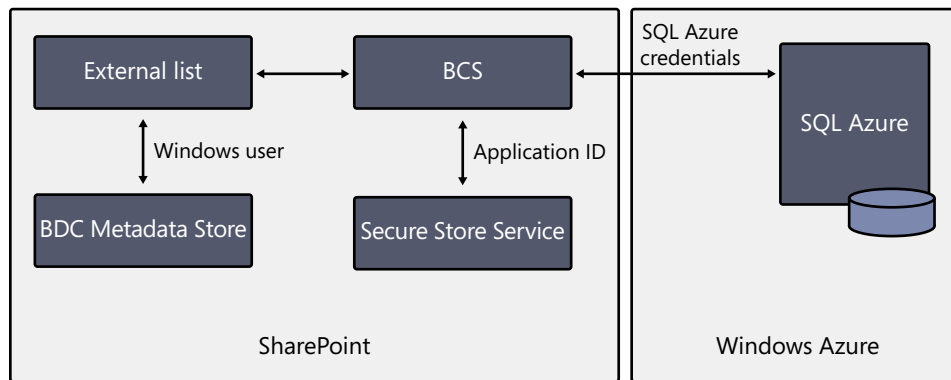 External list
BCS
SQL Azure
credentials
SQL Azure
Windows user
Application ID
BDC Metadata Store
Secure Store Service
SharePoint
Windows Azure